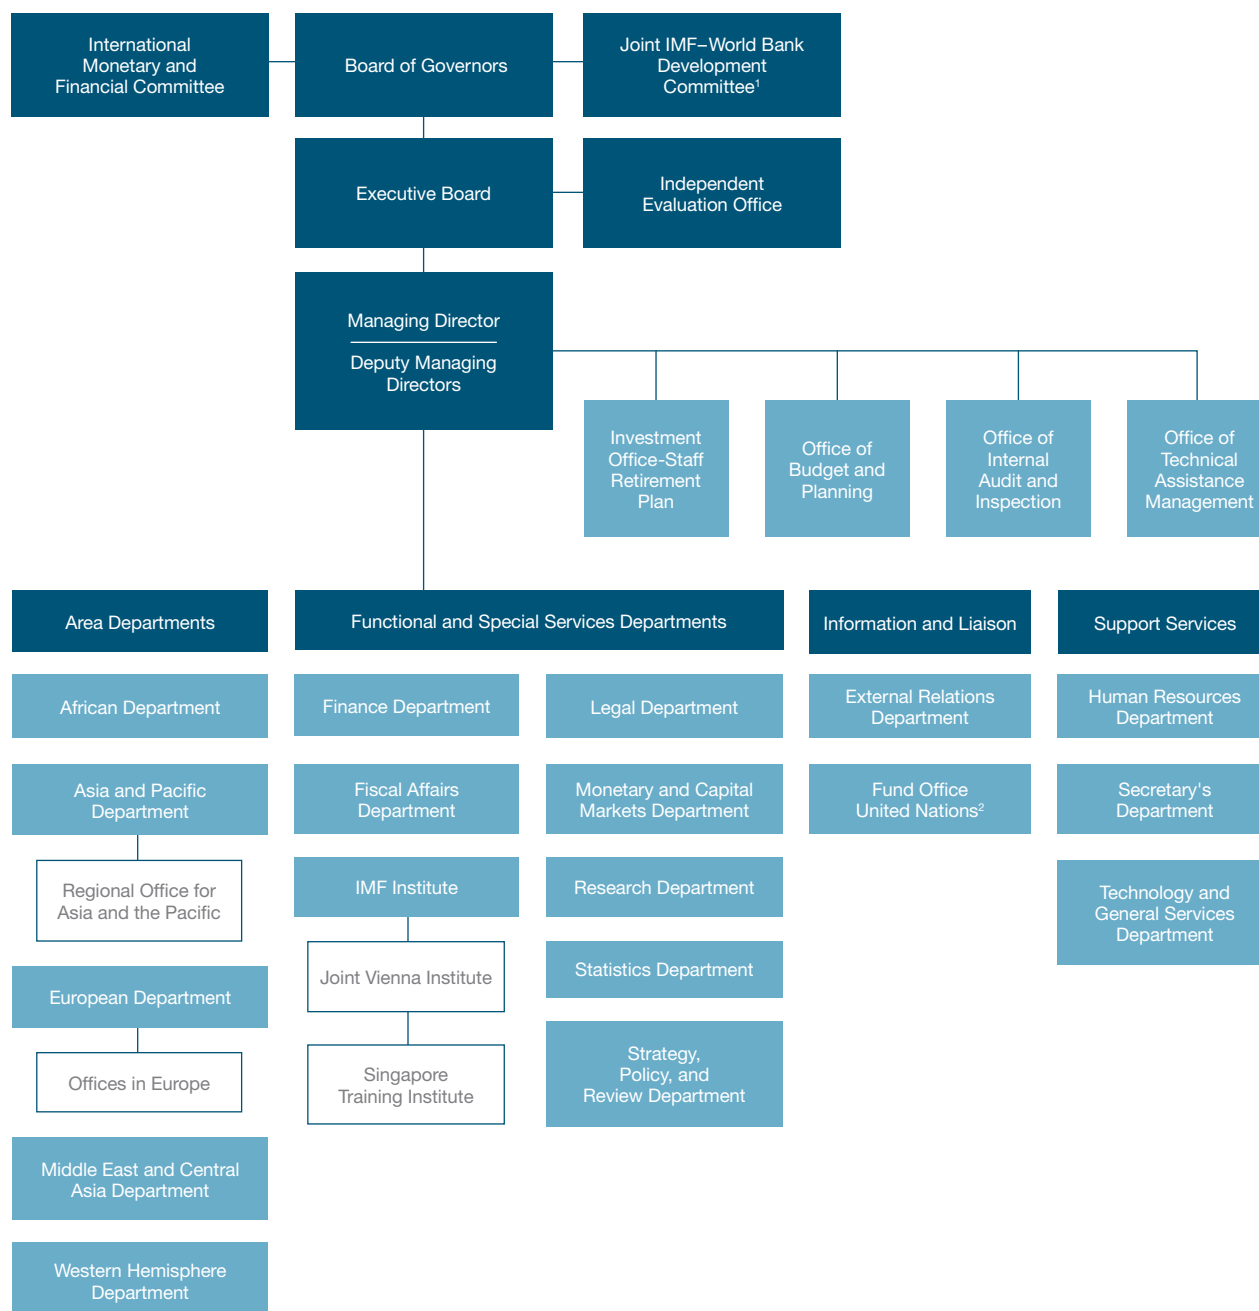 International
Monetary and
Financial Committee
Board of Governors
Joint IMF–World Bank
Development
Committee¹
Executive Board
Independent
Evaluation Office
Managing Director
Deputy Managing
Directors
Investment
Office-Staff
Retirement
Plan
Office of
Budget and
Planning
Office of
Internal
Audit and
Inspection
Office of
Technical
Assistance
Management
Area Departments
Functional and Special Services Departments
Information and Liaison
Support Services
African Department
Asia and Pacific
Department
Regional Office for
Asia and the Pacific
European Department
Offices in Europe
Middle East and Central
Asia Department
Western Hemisphere
Department
Finance Department
Fiscal Affairs
Department
IMF Institute
Joint Vienna Institute
Singapore
Training Institute
Legal Department
Monetary and Capital
Markets Department
Research Department
Statistics Department
Strategy,
Policy, and
Review Department
External Relations
Department
Fund Office
United Nations²
Human Resources
Department
Secretary's
Department
Technology and
General Services
Department